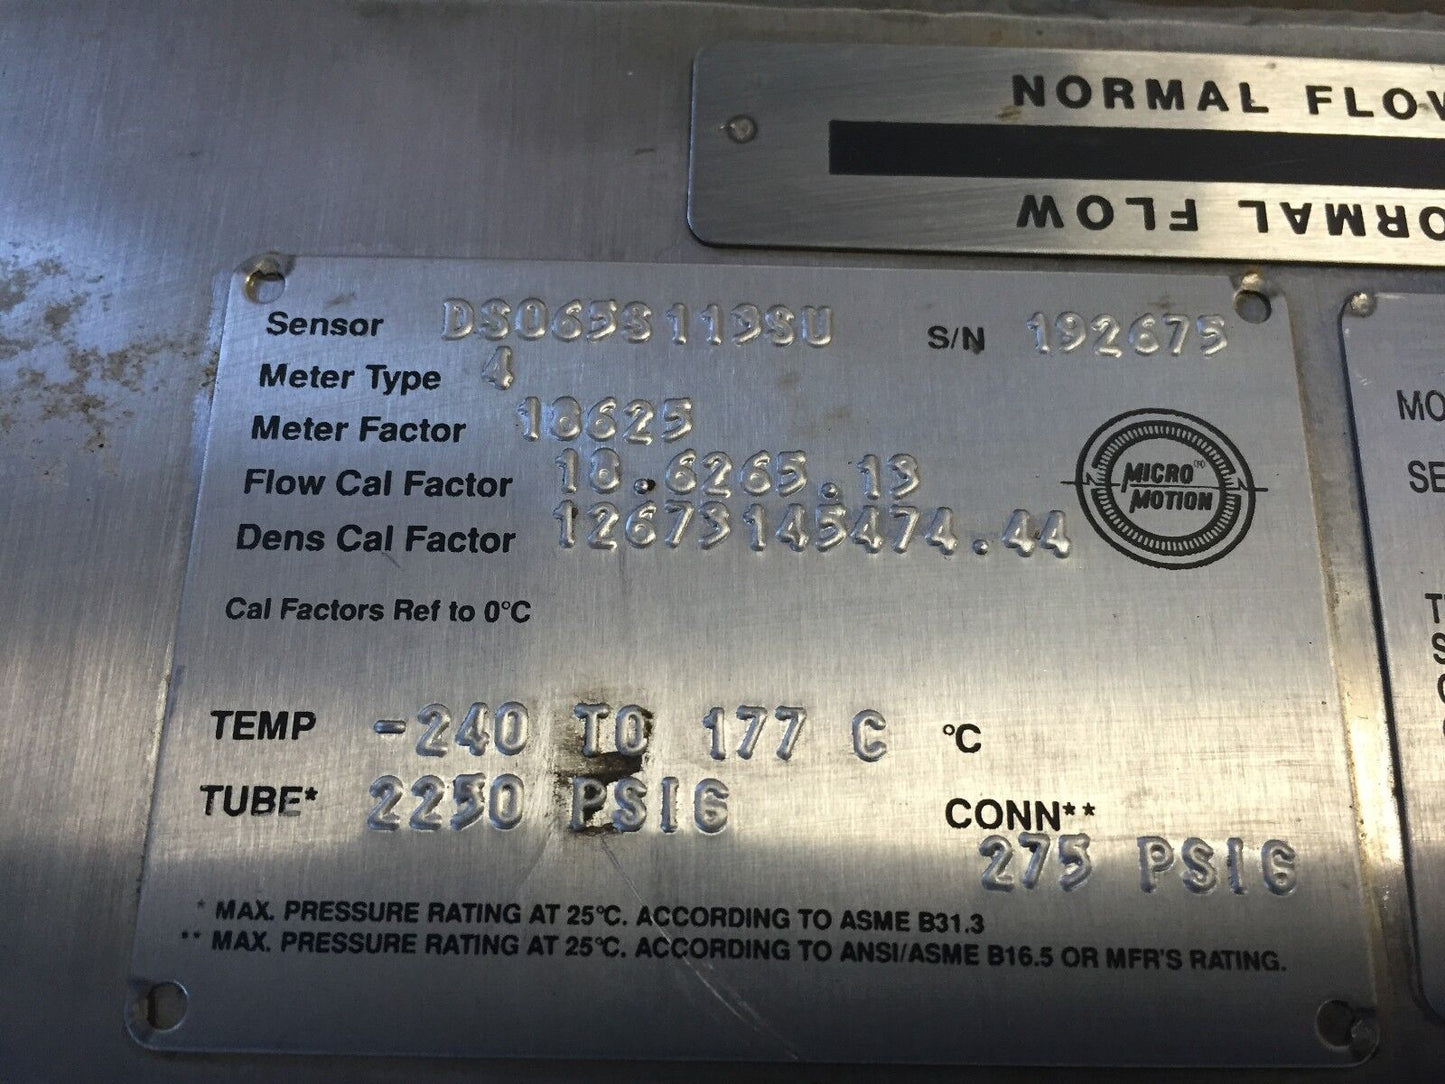 NORMAL FLOW
NORMAL FLOW
Sensor DS065S119SU S/N 192675
Meter Type 4
Meter Factor 18625
Flow Cal Factor 18.6265.13
Dens Cal Factor 12673145474.44
MICRO® MOTION
Cal Factors Ref to 0°C
TEMP -240 TO 177 C °C
TUBE* 2250 PSIG CONN** 275 PSIG
* MAX. PRESSURE RATING AT 25°C. ACCORDING TO ASME B31.3
** MAX. PRESSURE RATING AT 25°C. ACCORDING TO ANSI/ASME B16.5 OR MFR'S RATING.
MO
SE